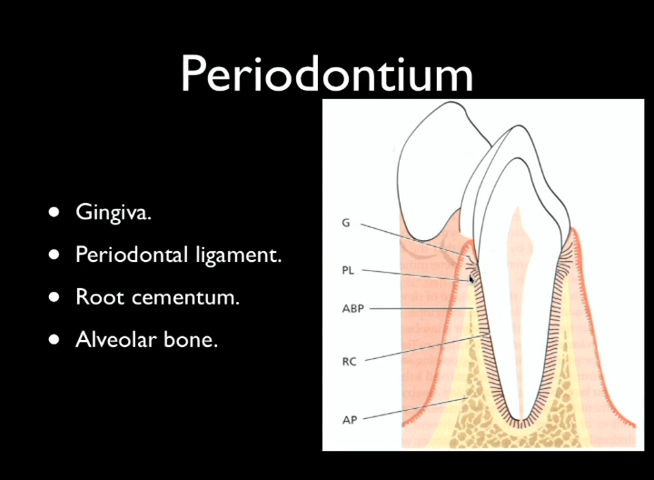 Periodontium
• Gingiva.
• Periodontal ligament.
• Root cementum.
• Alveolar bone.
G
PL
ABP
RC
AP